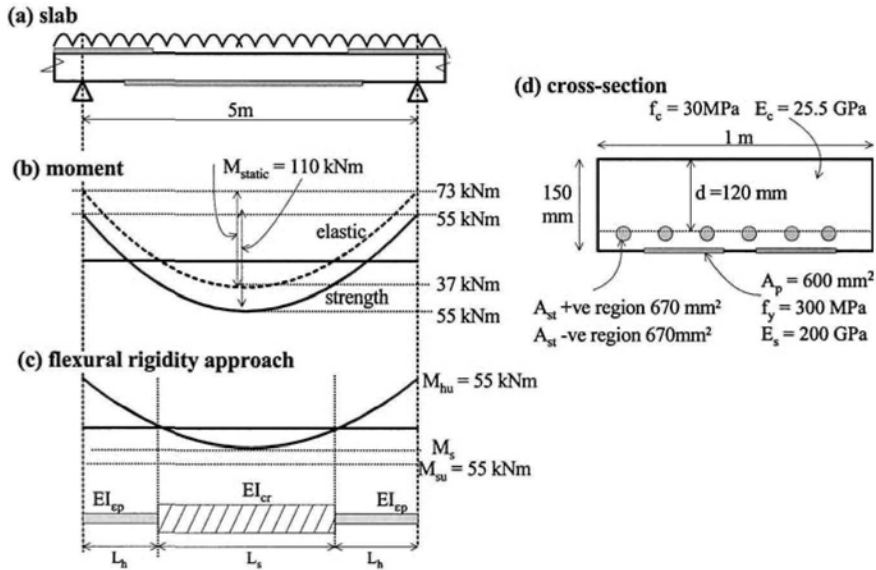 (a) slab
5m
(b) moment
M_static = 110 kNm
73 kNm
55 kNm
elastic
37 kNm
strength
55 kNm
(c) flexural rigidity approach
M_hu = 55 kNm
M_s
M_su = 55 kNm
EI_εp
EI_cr
EI_εp
L_h
L_s
L_h
(d) cross-section
f_c = 30MPa E_c = 25.5 GPa
1 m
150
mm
d =120 mm
A_p = 600 mm²
A_st +ve region 670 mm²
f_y = 300 MPa
A_st -ve region 670mm²
E_s = 200 GPa